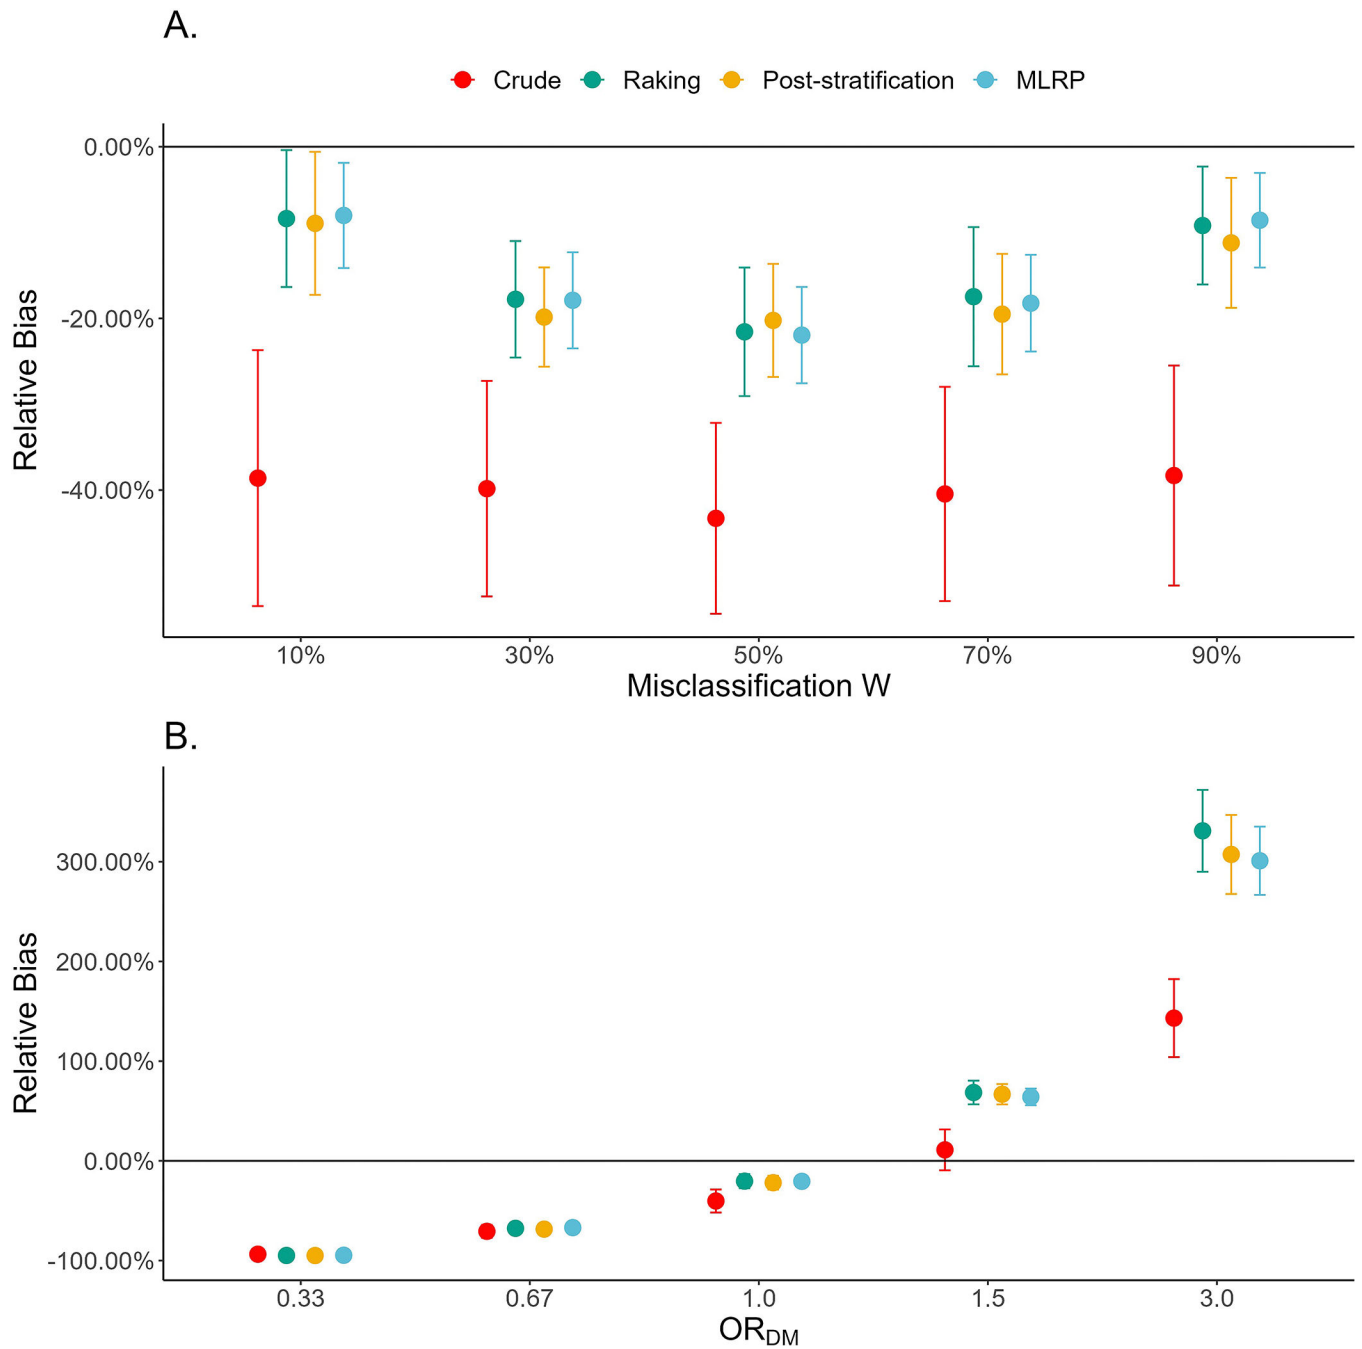 A.
Crude Raking Post-stratification MLRP
0.00%
-20.00%
-40.00%
Relative Bias
10% 30% 50% 70% 90%
Misclassification W
B.
300.00%
200.00%
100.00%
0.00%
-100.00%
Relative Bias
0.33 0.67 1.0 1.5 3.0
ORDM